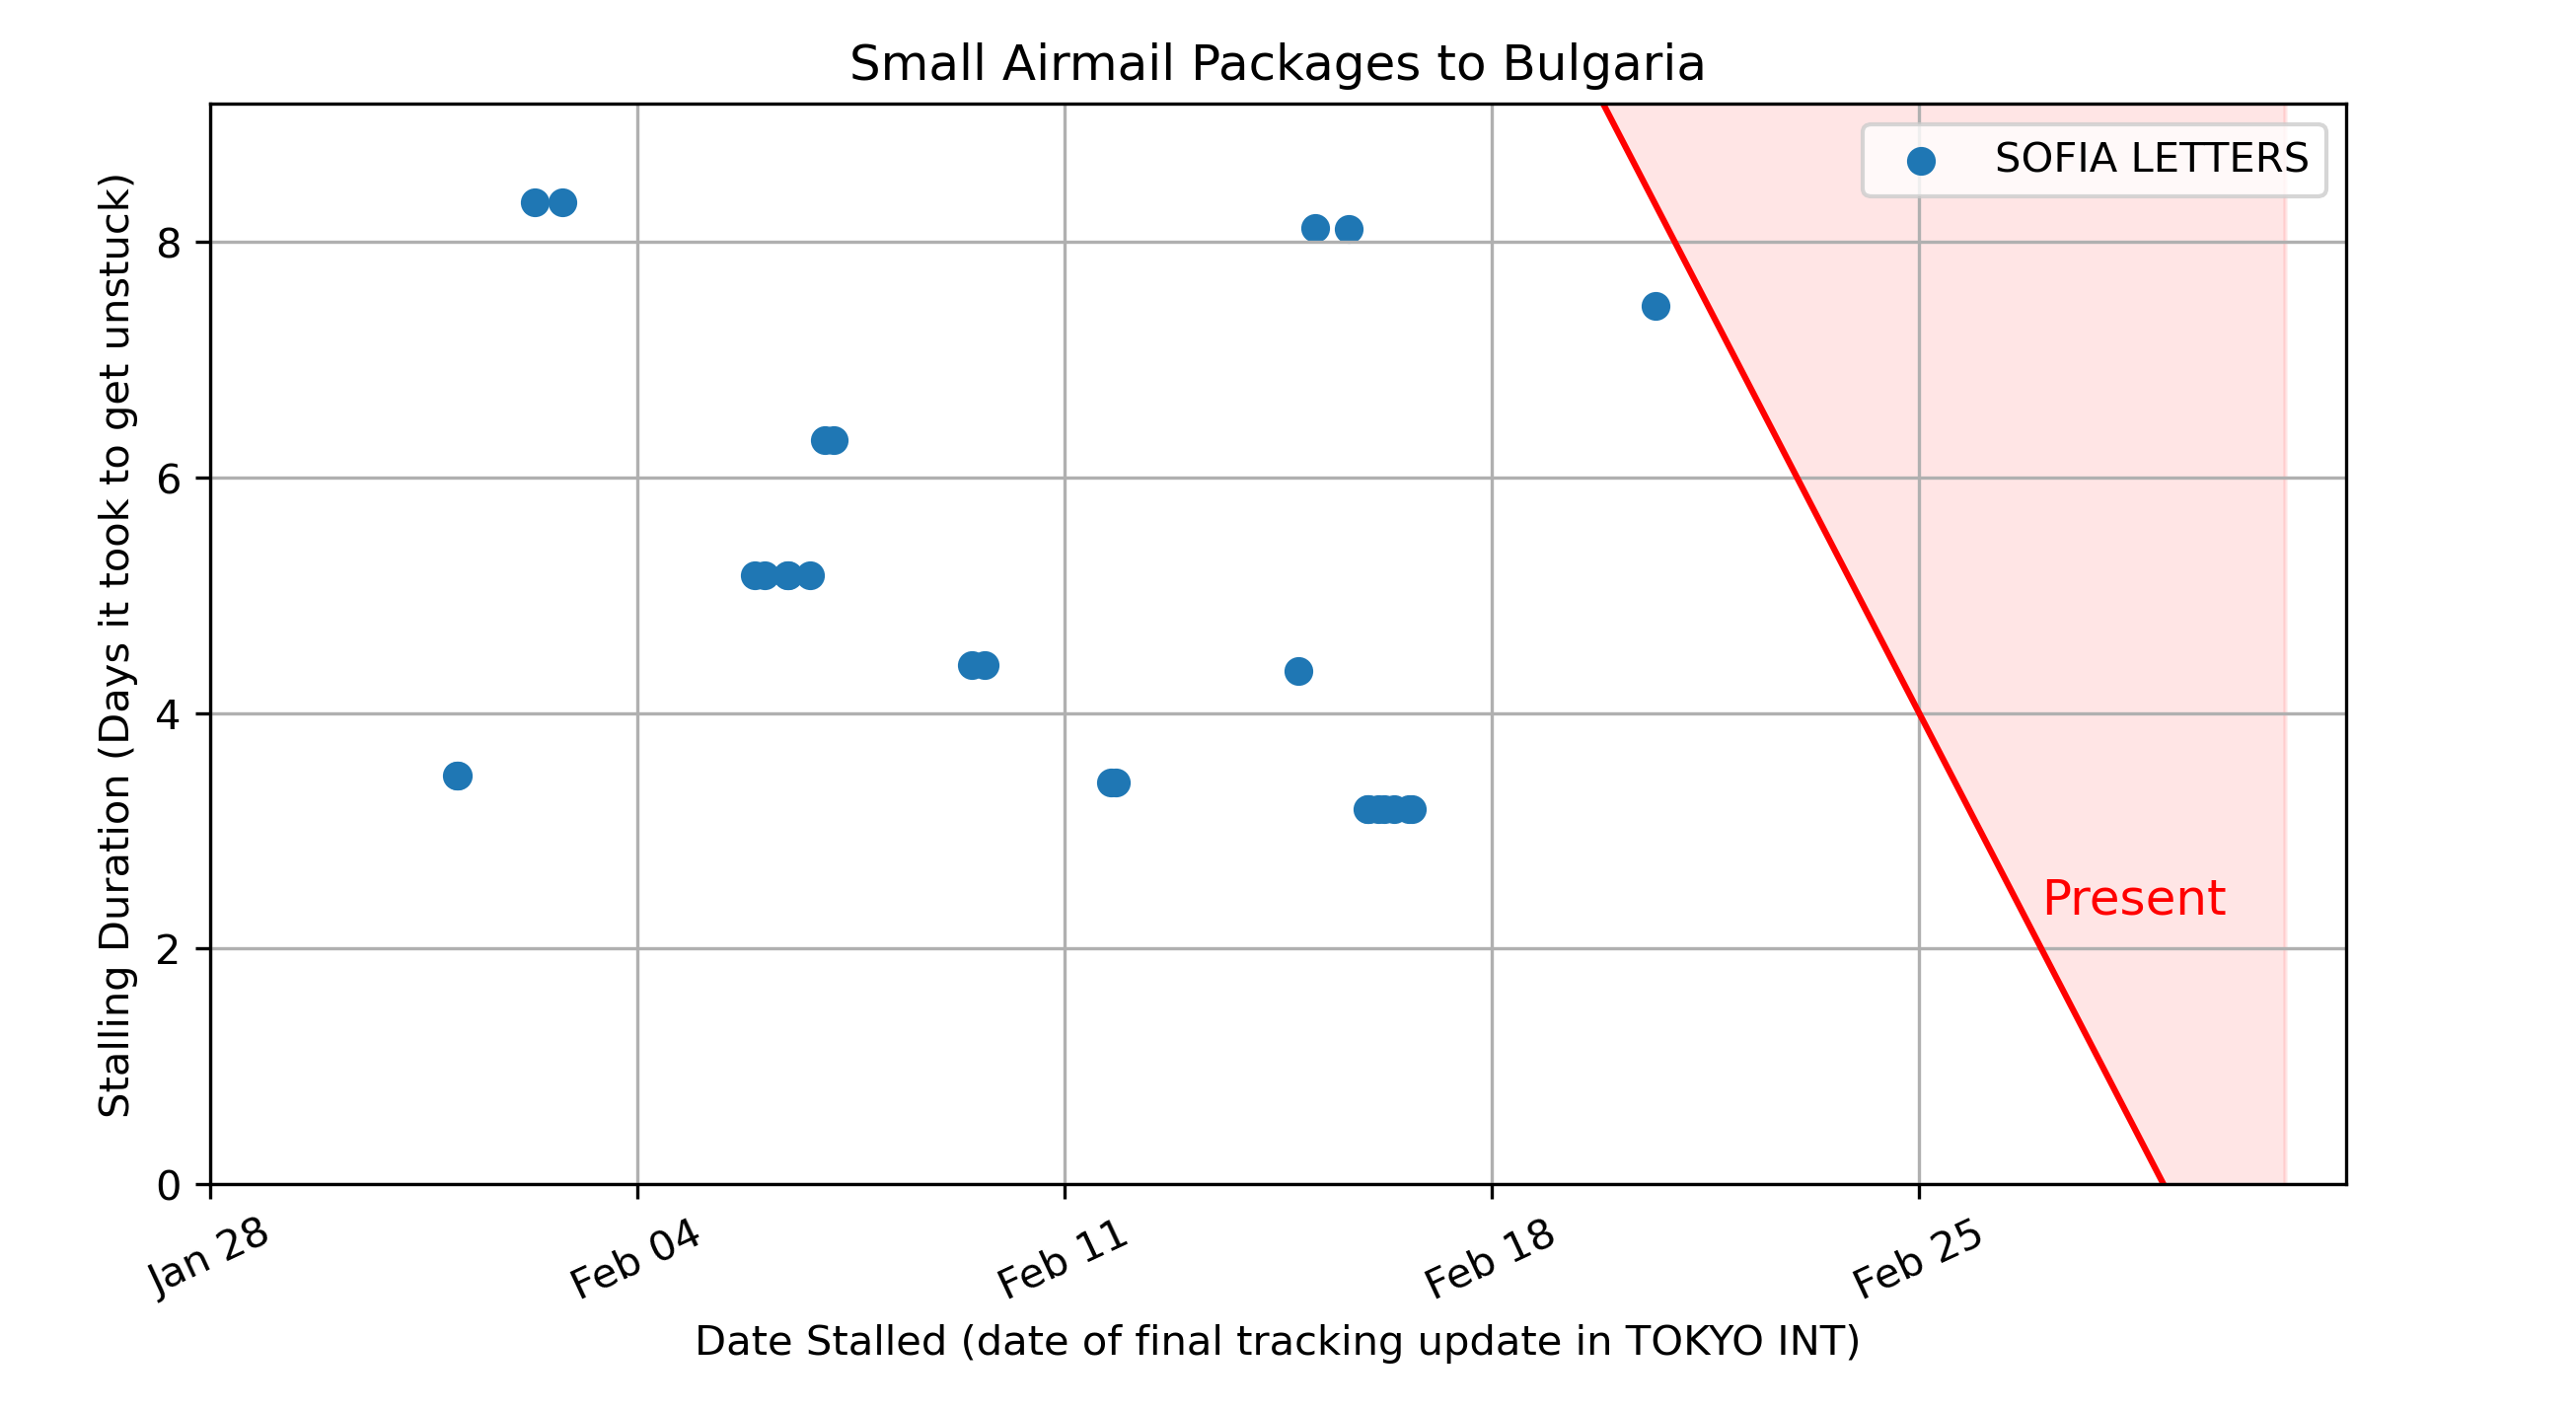 Small Airmail Packages to Bulgaria
SOFIA LETTERS
Stalling Duration (Days it took to get unstuck)
8
6
4
2
0
Present
Jan 28
Feb 04
Feb 11
Feb 18
Feb 25
Date Stalled (date of final tracking update in TOKYO INT)